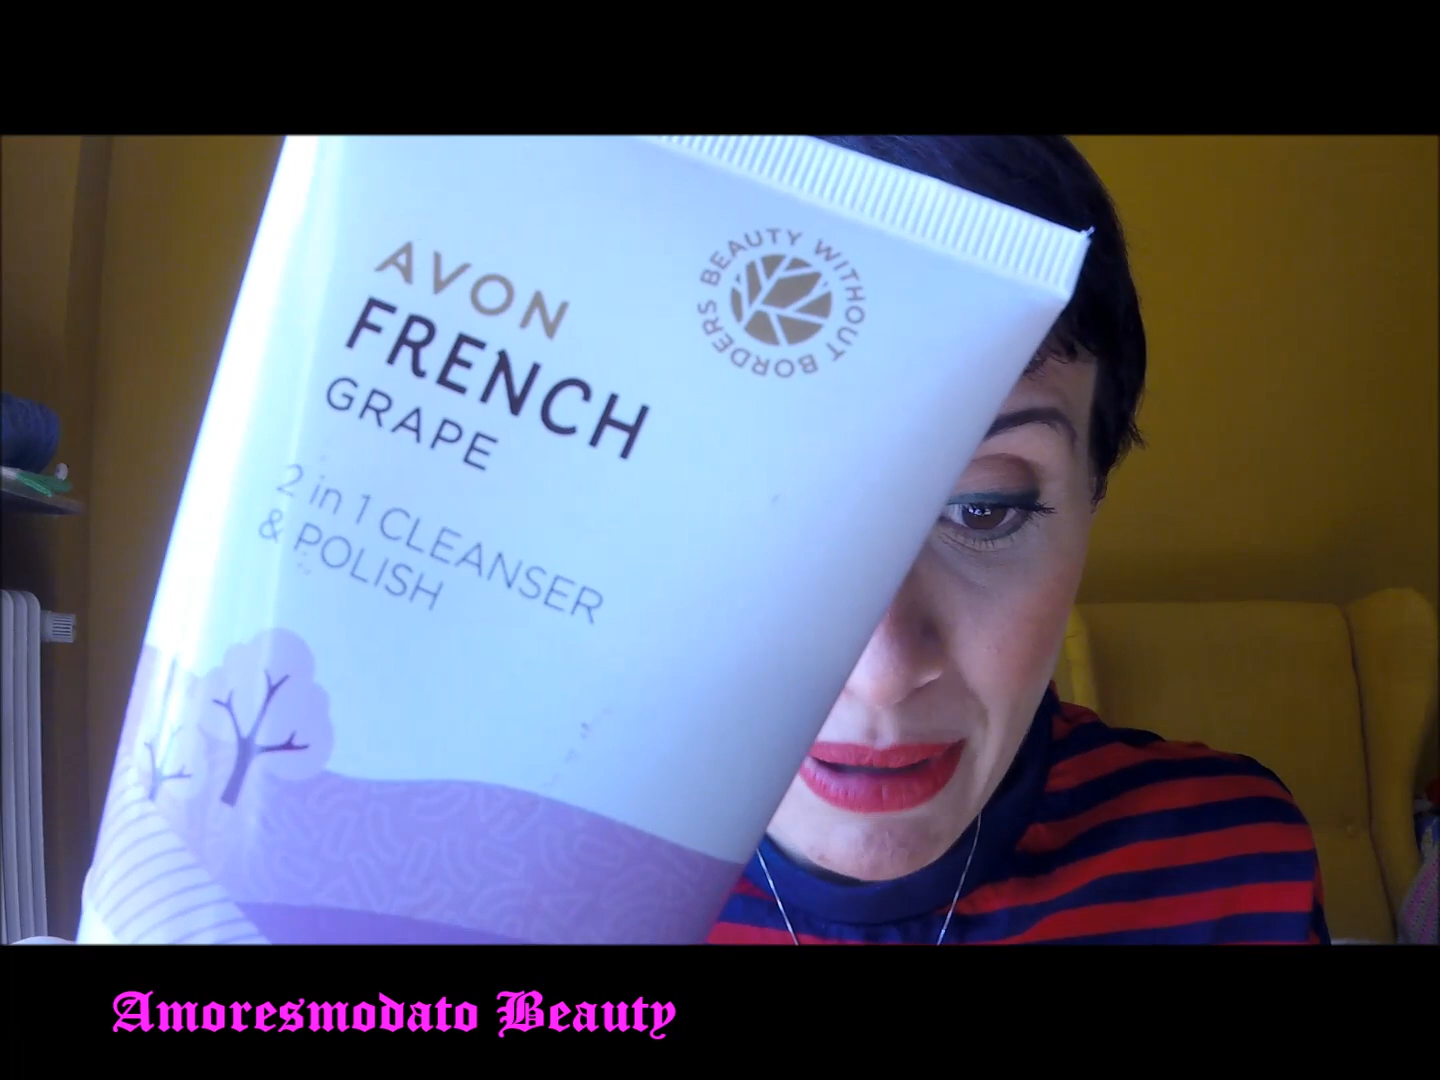 AVON
FRENCH
GRAPE
2 in 1 CLEANSER
& POLISH
BEAUTY WITHOUT BORDERS
Amoresmodato Beauty